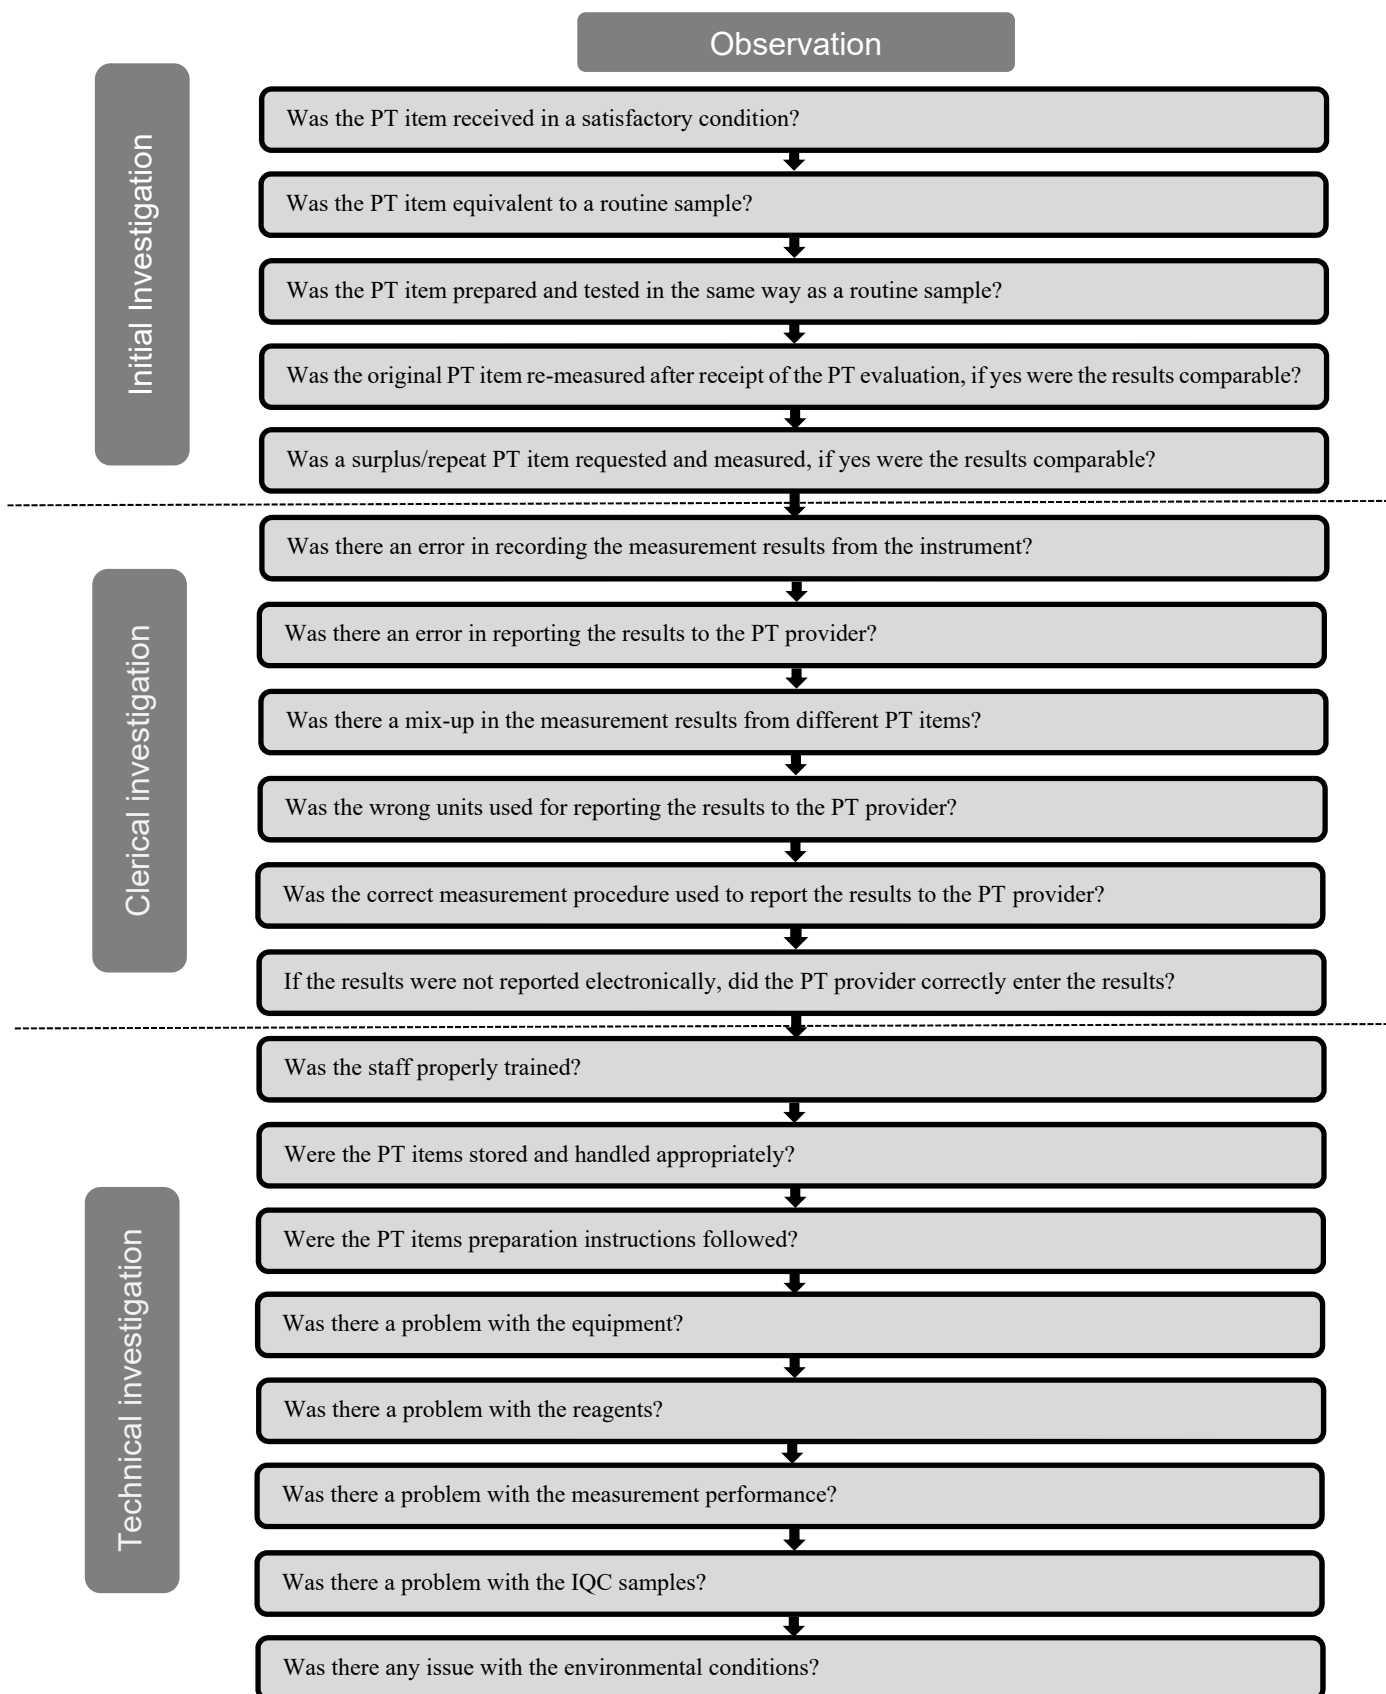 Observation
Initial Investigation
Was the PT item received in a satisfactory condition?
Was the PT item equivalent to a routine sample?
Was the PT item prepared and tested in the same way as a routine sample?
Was the original PT item re-measured after receipt of the PT evaluation, if yes were the results comparable?
Was a surplus/repeat PT item requested and measured, if yes were the results comparable?
Clerical investigation
Was there an error in recording the measurement results from the instrument?
Was there an error in reporting the results to the PT provider?
Was there a mix-up in the measurement results from different PT items?
Was the wrong units used for reporting the results to the PT provider?
Was the correct measurement procedure used to report the results to the PT provider?
If the results were not reported electronically, did the PT provider correctly enter the results?
Technical investigation
Was the staff properly trained?
Were the PT items stored and handled appropriately?
Were the PT items preparation instructions followed?
Was there a problem with the equipment?
Was there a problem with the reagents?
Was there a problem with the measurement performance?
Was there a problem with the IQC samples?
Was there any issue with the environmental conditions?